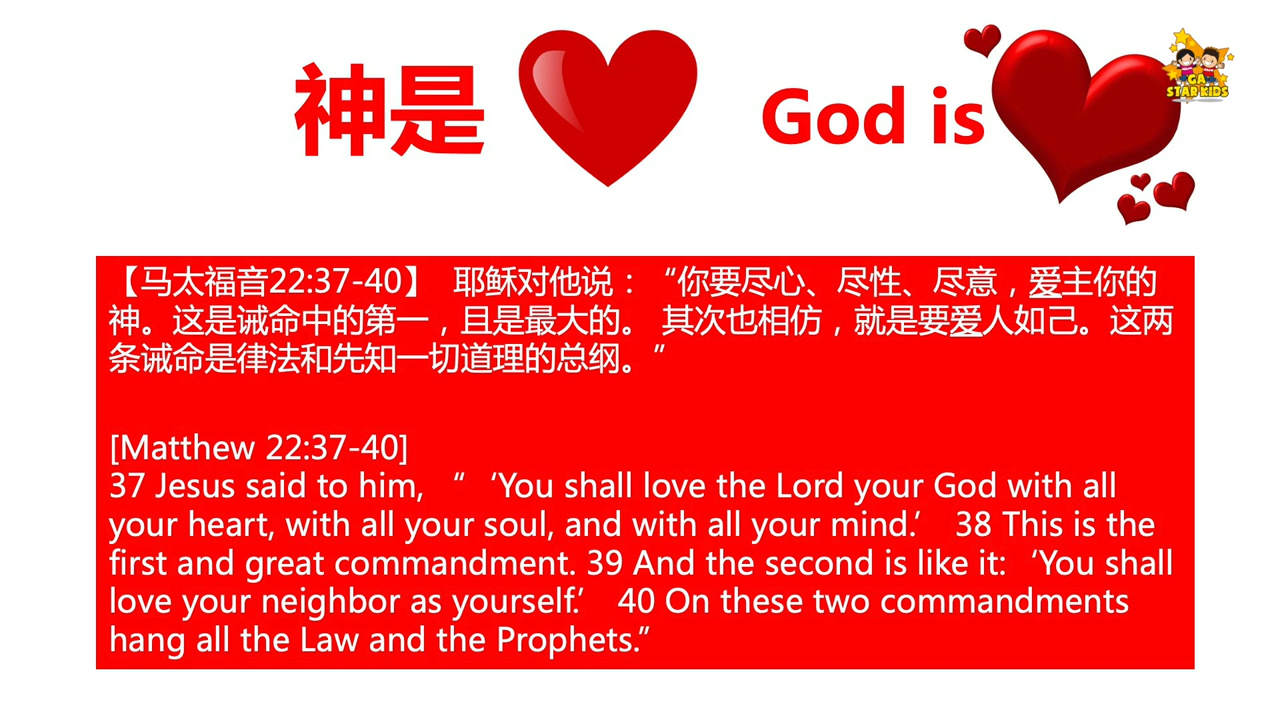 神是
God is
GA
STAR KIDS
【马太福音22:37-40】 耶稣对他说：“你要尽心、尽性、尽意，爱主你的
神。这是诫命中的第一，且是最大的。 其次也相仿，就是要爱人如己。这两
条诫命是律法和先知一切道理的总纲。”
[Matthew 22:37-40]
37 Jesus said to him, “ ‘You shall love the Lord your God with all
your heart, with all your soul, and with all your mind.’ 38 This is the
first and great commandment. 39 And the second is like it: ‘You shall
love your neighbor as yourself.’ 40 On these two commandments
hang all the Law and the Prophets.”